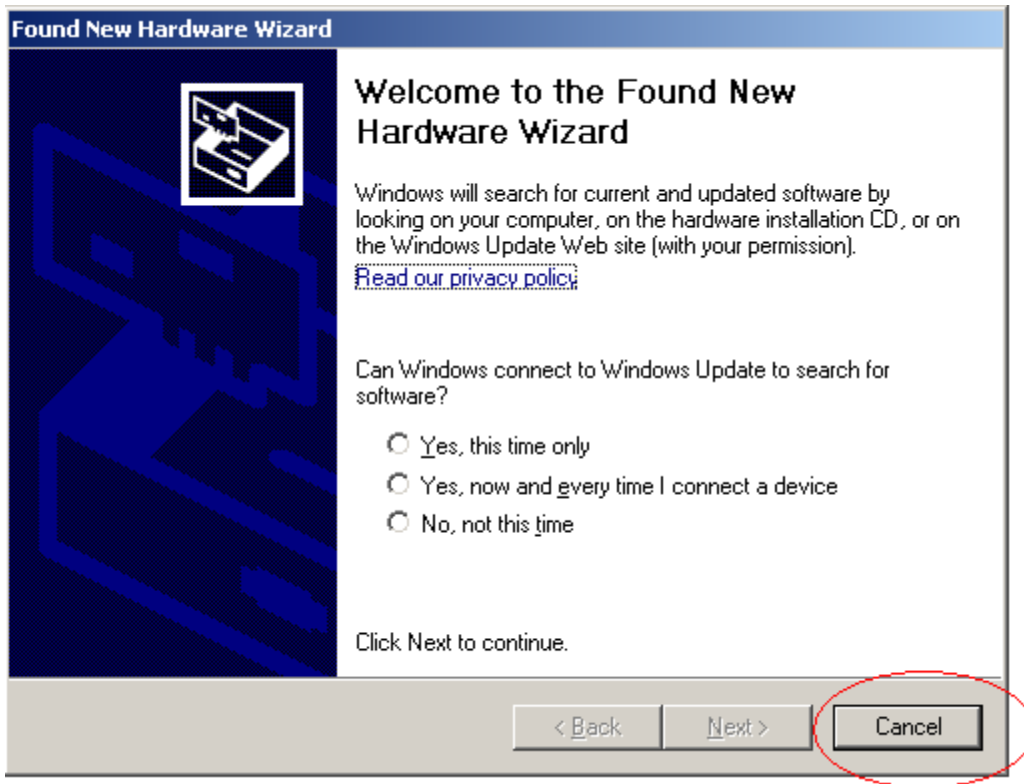 Found New Hardware Wizard
Welcome to the Found New
Hardware Wizard
Windows will search for current and updated software by
looking on your computer, on the hardware installation CD, or on
the Windows Update Web site (with your permission).
Read our privacy policy
Can Windows connect to Windows Update to search for
software?
Yes, this time only
Yes, now and every time I connect a device
No, not this time
Click Next to continue.
< Back Next > Cancel